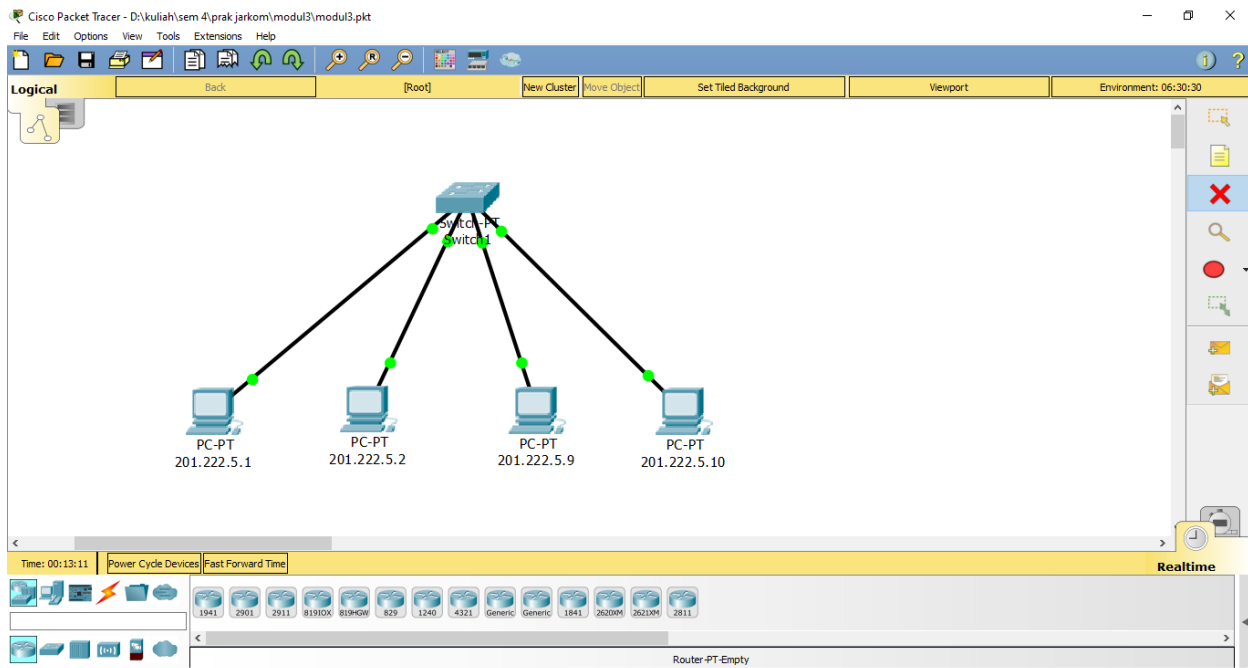 Cisco Packet Tracer - D:\kuliah\sem 4\prak jarkom\modul3\modul3.pkt
File Edit Options View Tools Extensions Help
Logical Back [Root] New Cluster Move Object Set Tiled Background Viewport Environment: 06:30:30
Switch-PT
Switch1
PC-PT PC-PT PC-PT PC-PT
201.222.5.1 201.222.5.2 201.222.5.9 201.222.5.10
Time: 00:13:11 Power Cycle Devices Fast Forward Time Realtime
1941 2901 2911 819IOX 819HGW 829 1240 4321 Generic Generic 1841 2620XM 2621XM 2811
Router-PT-Empty